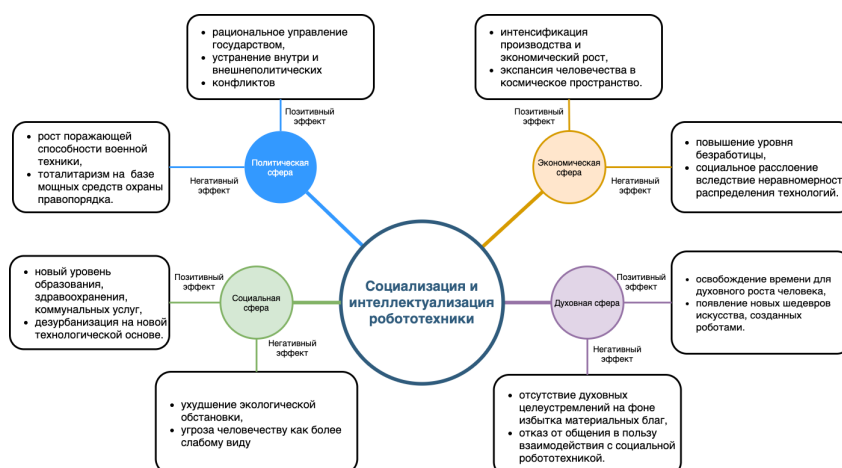 • рациональное управление
государством,
• устранение внутри и
внешнеполитических
• конфликтов
Позитивный
эффект
• рост поражающей
способности военной
техники,
• тоталитаризм на базе
мощных средств охраны
правопорядка.
Негативный
эффект
Политическая
сфера
• интенсификация
производства и
экономический рост,
• экспансия человечества в
космическое пространство.
Позитивный
эффект
Экономическая
сфера
Негативный
эффект
• повышение уровня
безработицы,
• социальное расслоение
вследствие неравномерност
распределения технологий.
Социализация и
интеллектуализация
робототехники
• новый уровень
образования,
здравоохранения,
коммунальных услуг,
• дезурбанизация на новой
технологической основе.
Позитивный
эффект
Социальная
сфера
Негативный
эффект
• ухудшение экологической
обстановки,
• угроза человечеству как более
слабому виду
Духовная сфера
Позитивный
эффект
• освобождение времени для
духовного роста человека,
• появление новых шедевров
искусства, созданных
роботами.
Негативный
эффект
• отсутствие духовных
целеустремлений на фоне
избытка материальных благ,
• отказ от общения в пользу
взаимодействия с социальной
робототехникой.